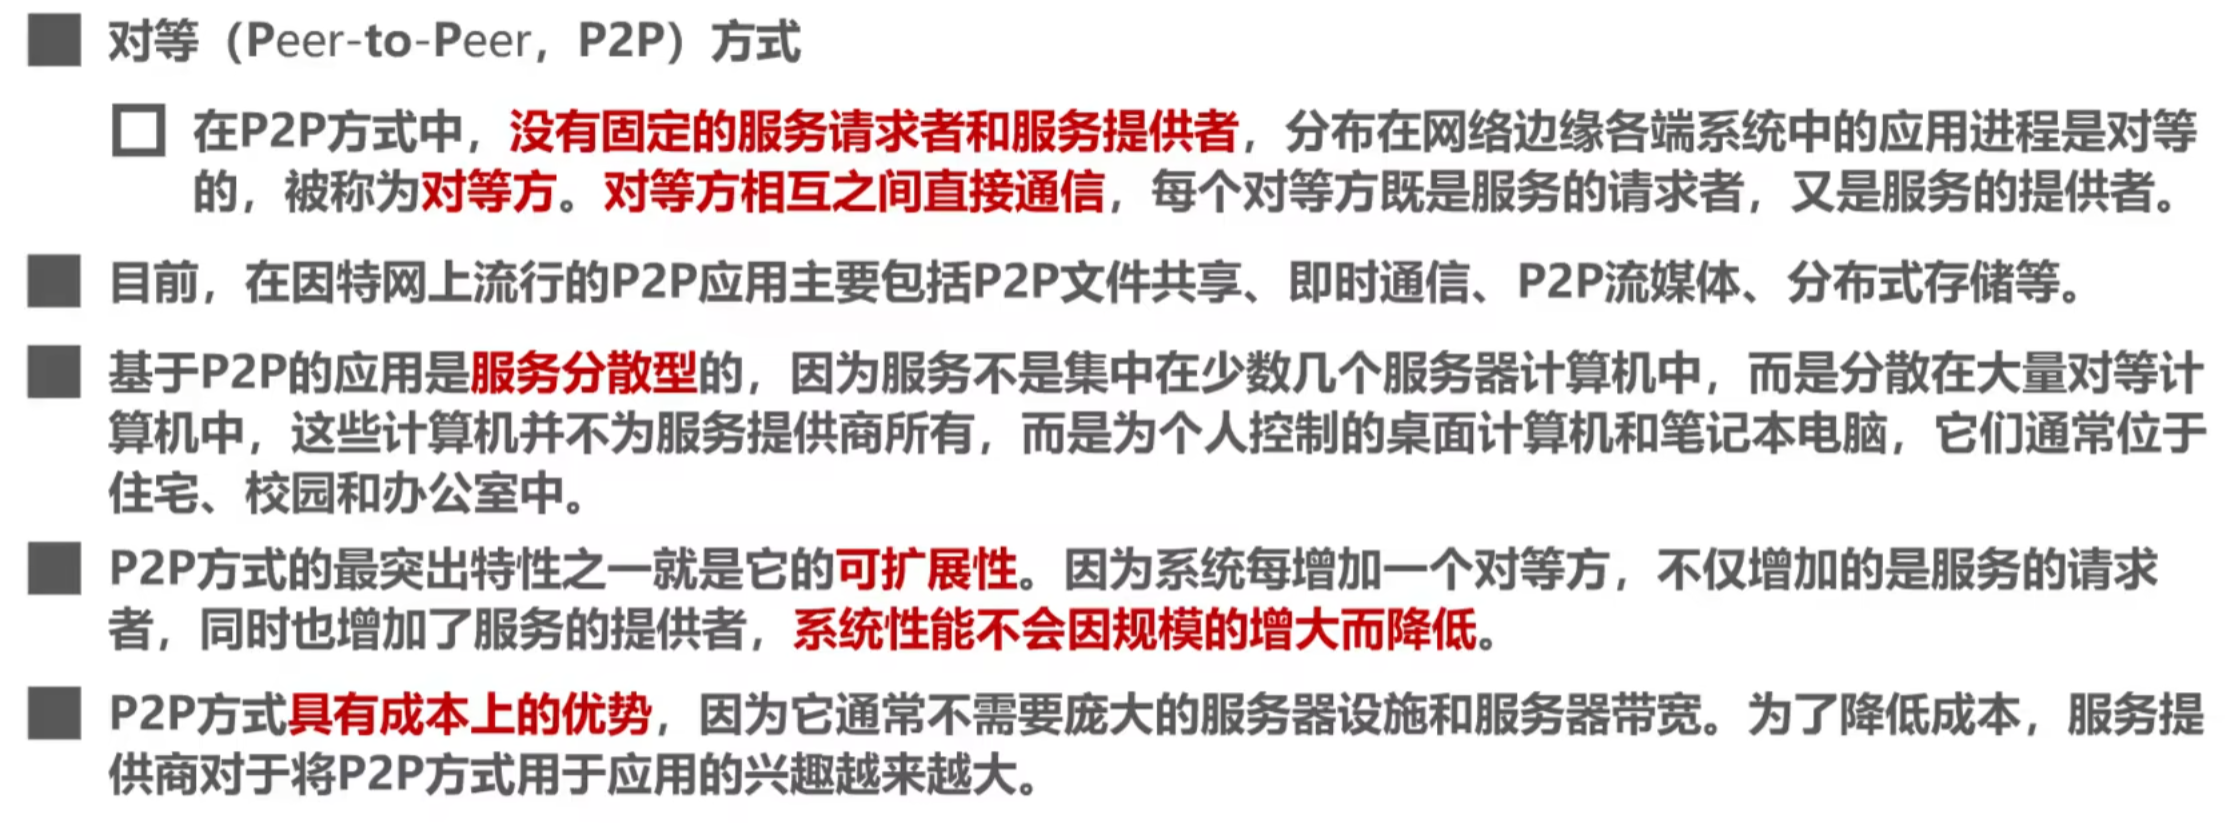 对等（Peer-to-Peer，P2P）方式
在P2P方式中，没有固定的服务请求者和服务提供者，分布在网络边缘各端系统中的应用进程是对等
的，被称为对等方。对等方相互之间直接通信，每个对等方既是服务的请求者，又是服务的提供者。
目前，在因特网上流行的P2P应用主要包括P2P文件共享、即时通信、P2P流媒体、分布式存储等。
基于P2P的应用是服务分散型的，因为服务不是集中在少数几个服务器计算机中，而是分散在大量对等计
算机中，这些计算机并不为服务提供商所有，而是为个人控制的桌面计算机和笔记本电脑，它们通常位于
住宅、校园和办公室中。
P2P方式的最突出特性之一就是它的可扩展性。因为系统每增加一个对等方，不仅增加的是服务的请求
者，同时也增加了服务的提供者，系统性能不会因规模的增大而降低。
P2P方式具有成本上的优势，因为它通常不需要庞大的服务器设施和服务器带宽。为了降低成本，服务提
供商对于将P2P方式用于应用的兴趣越来越大。